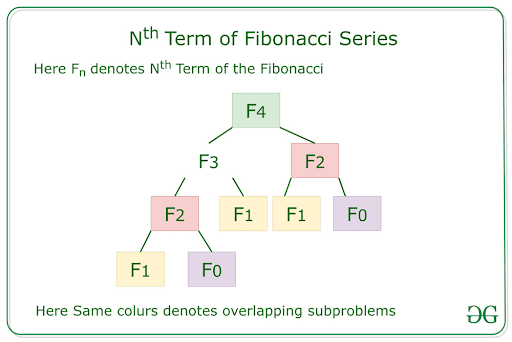 Nth Term of Fibonacci Series
Here Fn denotes Nth Term of the Fibonacci
F4
F3 F2
F2 F1 F1 F0
F1 F0
Here Same colurs denotes overlapping subproblems
GG